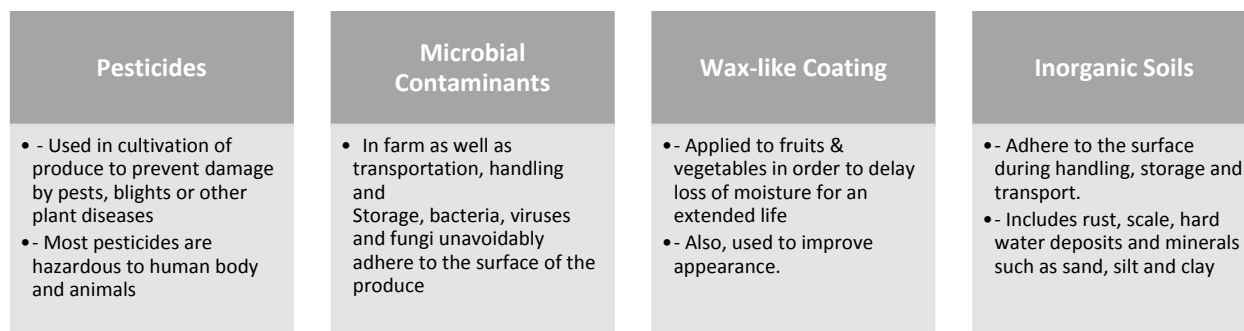 Pesticides
• - Used in cultivation of
produce to prevent damage
by pests, blights or other
plant diseases
•- Most pesticides are
hazardous to human body
and animals
Microbial
Contaminants
• In farm as well as
transportation, handling
and
Storage, bacteria, viruses
and fungi unavoidably
adhere to the surface of the
produce
Wax-like Coating
•- Applied to fruits &
vegetables in order to delay
loss of moisture for an
extended life
•- Also, used to improve
appearance.
Inorganic Soils
•- Adhere to the surface
during handling, storage and
transport.
•- Includes rust, scale, hard
water deposits and minerals
such as sand, silt and clay